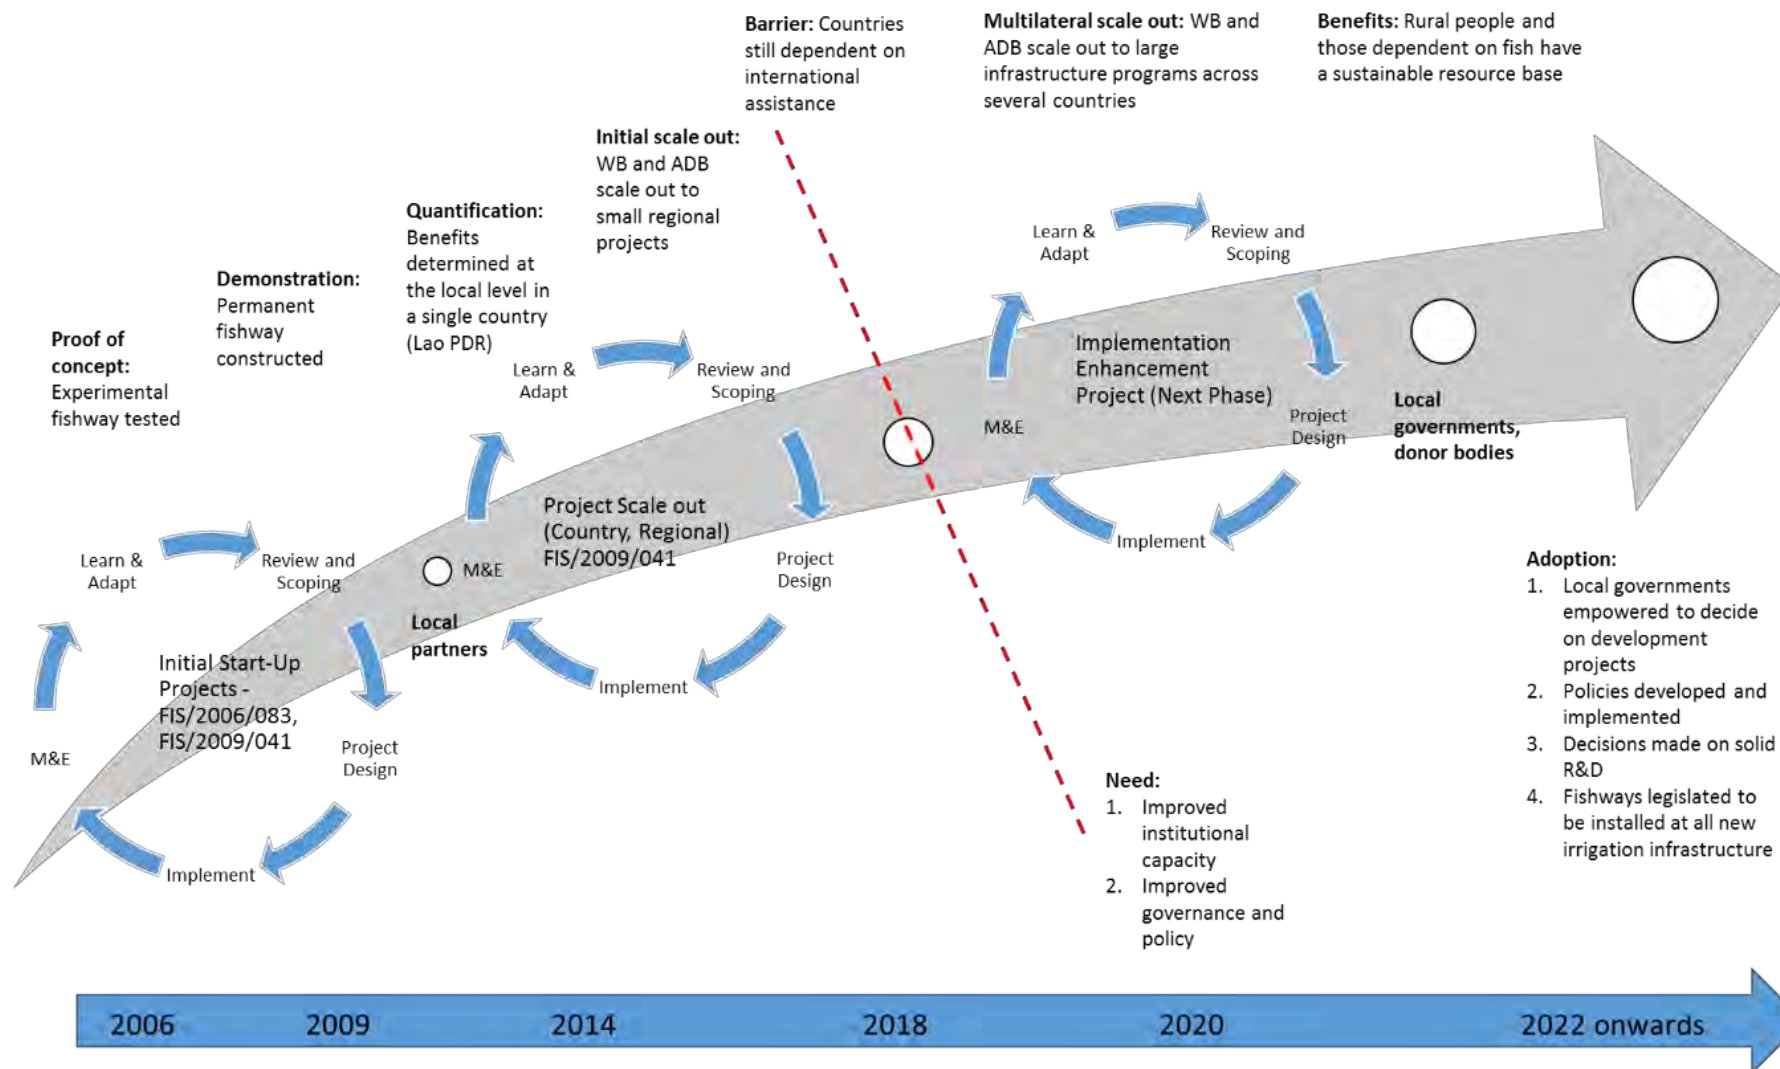 Barrier: Countries
still dependent on
international
assistance
Multilateral scale out: WB and
ADB scale out to large
infrastructure programs across
several countries
Benefits: Rural people and
those dependent on fish have
a sustainable resource base
Initial scale out:
WB and ADB
scale out to
small regional
projects
Quantification:
Benefits
determined at
the local level in
a single country
(Lao PDR)
Demonstration:
Permanent
fishway
constructed
Proof of
concept:
Experimental
fishway tested
Learn &
Adapt
Review and
Scoping
Implementation
Enhancement
Project (Next Phase)
M&E
Project
Design
Implement
Local
governments,
donor bodies
Learn &
Adapt
Review and
Scoping
Project Scale out
(Country, Regional)
FIS/2009/041
M&E
Project
Design
Implement
Local
partners
Learn &
Adapt
Review and
Scoping
Initial Start-Up
Projects -
FIS/2006/083,
FIS/2009/041
M&E
Project
Design
Implement
Need:
1. Improved
institutional
capacity
2. Improved
governance and
policy
Adoption:
1. Local governments
empowered to decide
on development
projects
2. Policies developed and
implemented
3. Decisions made on solid
R&D
4. Fishways legislated to
be installed at all new
irrigation infrastructure
2006 2009 2014 2018 2020 2022 onwards